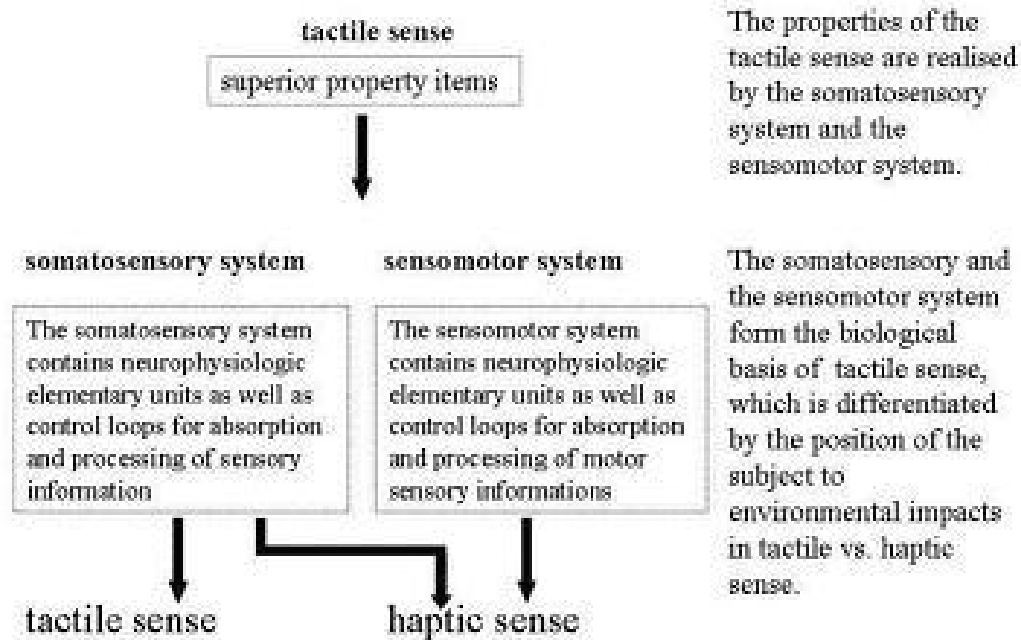 tactile sense
superior property items
The properties of the
tactile sense are realised
by the somatosensory
system and the
sensomotor system.
somatosensory system
The somatosensory system
contains neurophysiologic
elementary units as well as
control loops for absorption
and processing of sensory
information
sensomotor system
The sensomotor system
contains neurophysiologic
elementary units as well as
control loops for absorption
and processing of motor
sensory informations
The somatosensory and
the sensomotor system
form the biological
basis of tactile sense,
which is differentiated
by the position of the
subject to
environmental impacts
in tactile vs. haptic
sense.
tactile sense
haptic sense